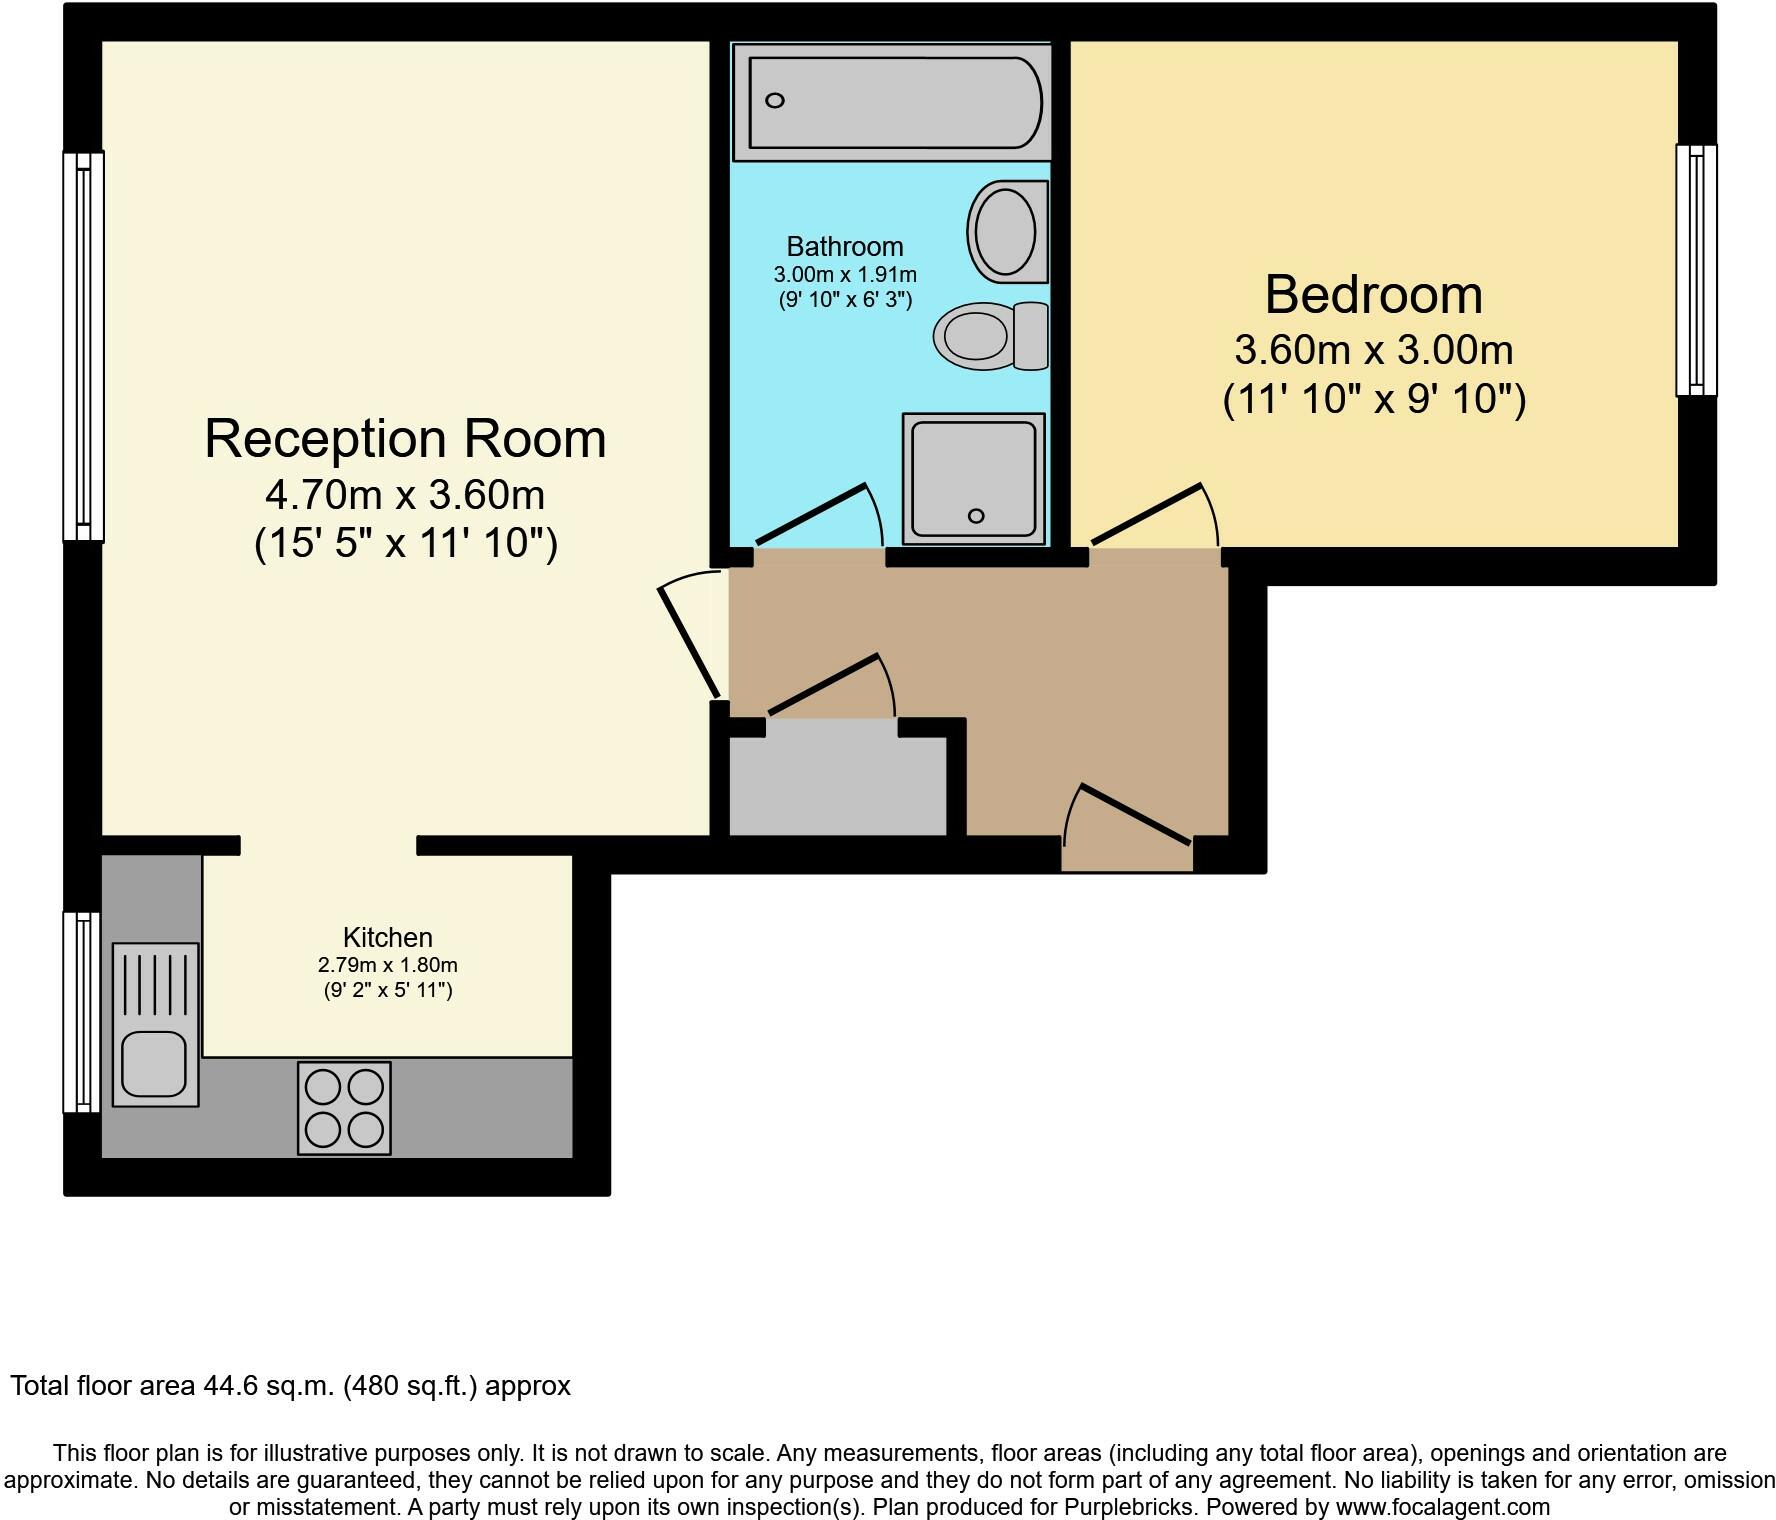 Bathroom
3.00m x 1.91m
(9' 10" x 6' 3")
Bedroom
3.60m x 3.00m
(11' 10" x 9' 10")
Reception Room
4.70m x 3.60m
(15' 5" x 11' 10")
Kitchen
2.79m x 1.80m
(9' 2" x 5' 11")
Total floor area 44.6 sq.m. (480 sq.ft.) approx
This floor plan is for illustrative purposes only. It is not drawn to scale. Any measurements, floor areas (including any total floor area), openings and orientation are
approximate. No details are guaranteed, they cannot be relied upon for any purpose and they do not form part of any agreement. No liability is taken for any error, omission
or misstatement. A party must rely upon its own inspection(s). Plan produced for Purplebricks. Powered by www.focalagent.com